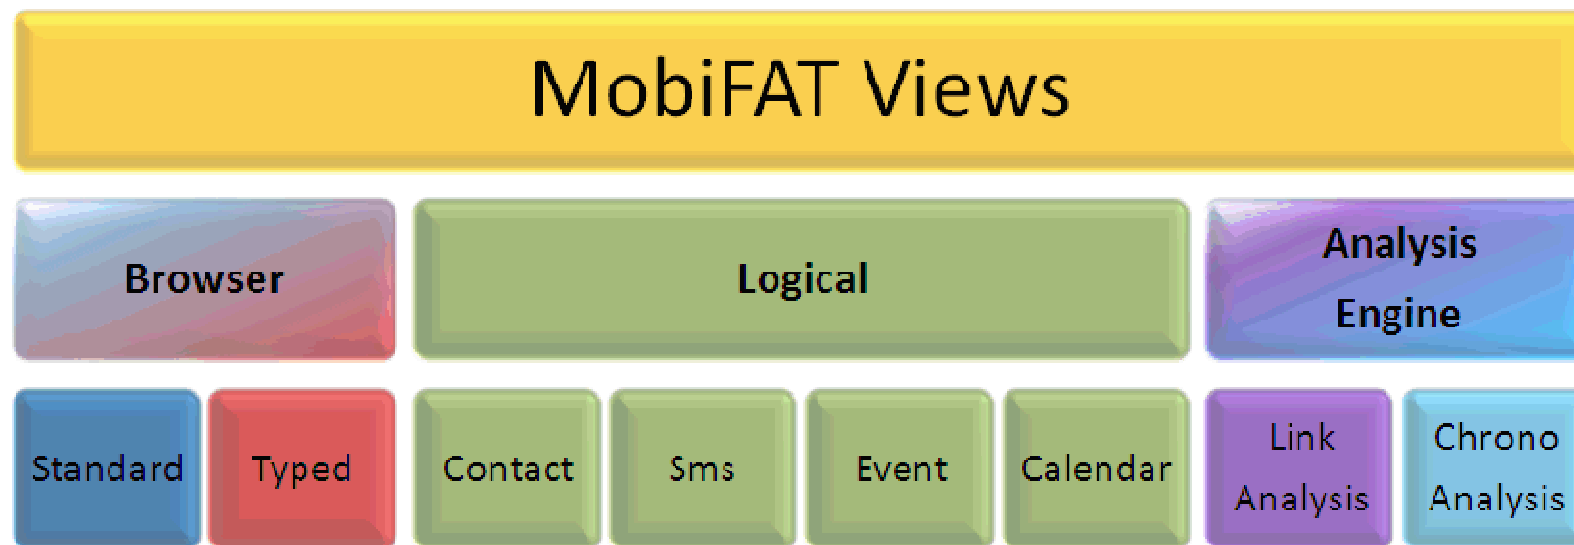 MobiFAT Views
Browser
Logical
Analysis
Engine
Standard
Typed
Contact
Sms
Event
Calendar
Link
Analysis
Chrono
Analysis